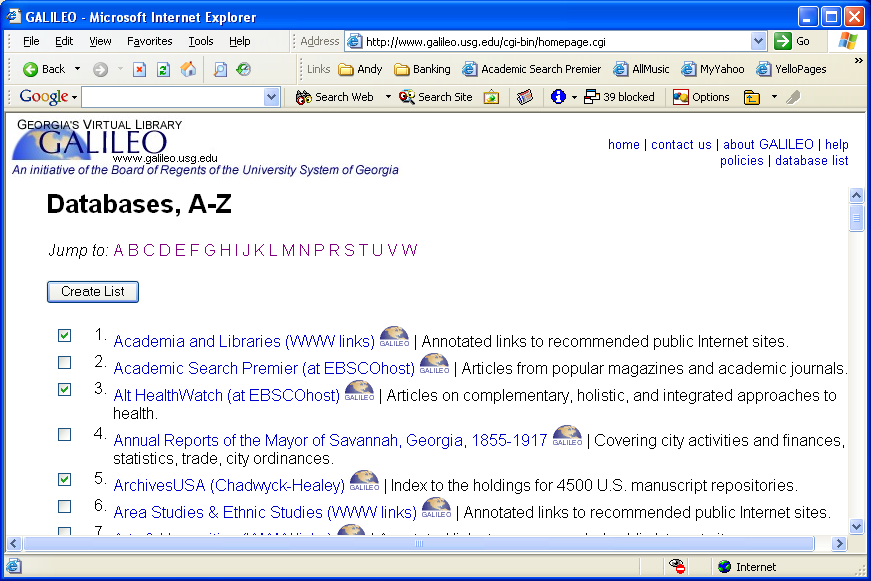 GALILEO - Microsoft Internet Explorer
File Edit View Favorites Tools Help Address http://www.galileo.usg.edu/cgi-bin/homepage.cgi Go
Back Links Andy Banking Academic Search Premier AllMusic MyYahoo YelloPages »
Google Search Web Search Site 39 blocked Options
GEORGIA'S VIRTUAL LIBRARY
GALILEO
www.galileo.usg.edu
An initiative of the Board of Regents of the University System of Georgia
home | contact us | about GALILEO | help
policies | database list
Databases, A-Z
Jump to: A B C D E F G H I J K L M N P R S T U V W
Create List
1. Academia and Libraries (WWW links) GALILEO | Annotated links to recommended public Internet sites.
2. Academic Search Premier (at EBSCOhost) GALILEO | Articles from popular magazines and academic journals.
3. Alt HealthWatch (at EBSCOhost) GALILEO | Articles on complementary, holistic, and integrated approaches to
health.
4. Annual Reports of the Mayor of Savannah, Georgia, 1855-1917 GALILEO | Covering city activities and finances,
statistics, trade, city ordinances.
5. ArchivesUSA (Chadwyck-Healey) GALILEO | Index to the holdings for 4500 U.S. manuscript repositories.
6. Area Studies & Ethnic Studies (WWW links) GALILEO | Annotated links to recommended public Internet sites.
7.
Internet